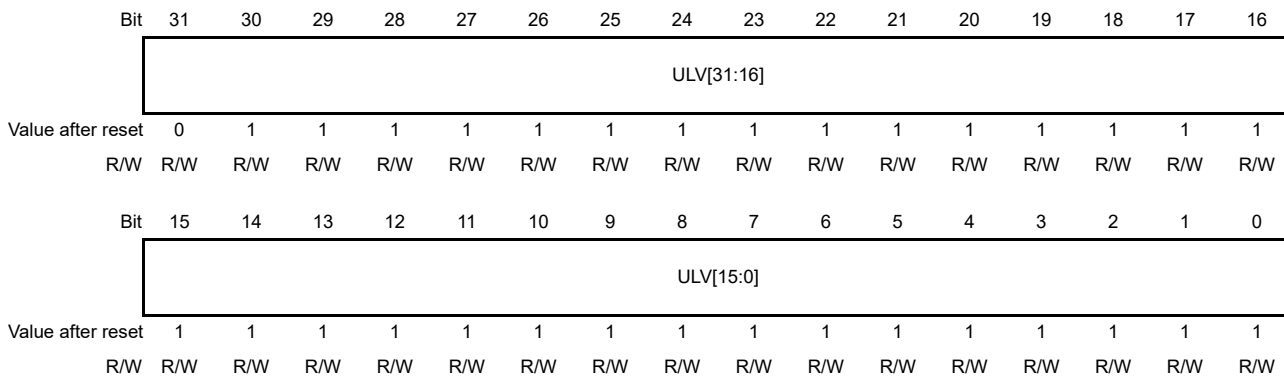 Bit 31 30 29 28 27 26 25 24 23 22 21 20 19 18 17 16
ULV[31:16]
Value after reset 0 1 1 1 1 1 1 1 1 1 1 1 1 1 1 1
R/W R/W R/W R/W R/W R/W R/W R/W R/W R/W R/W R/W R/W R/W R/W R/W R/W
Bit 15 14 13 12 11 10 9 8 7 6 5 4 3 2 1 0
ULV[15:0]
Value after reset 1 1 1 1 1 1 1 1 1 1 1 1 1 1 1 1
R/W R/W R/W R/W R/W R/W R/W R/W R/W R/W R/W R/W R/W R/W R/W R/W R/W